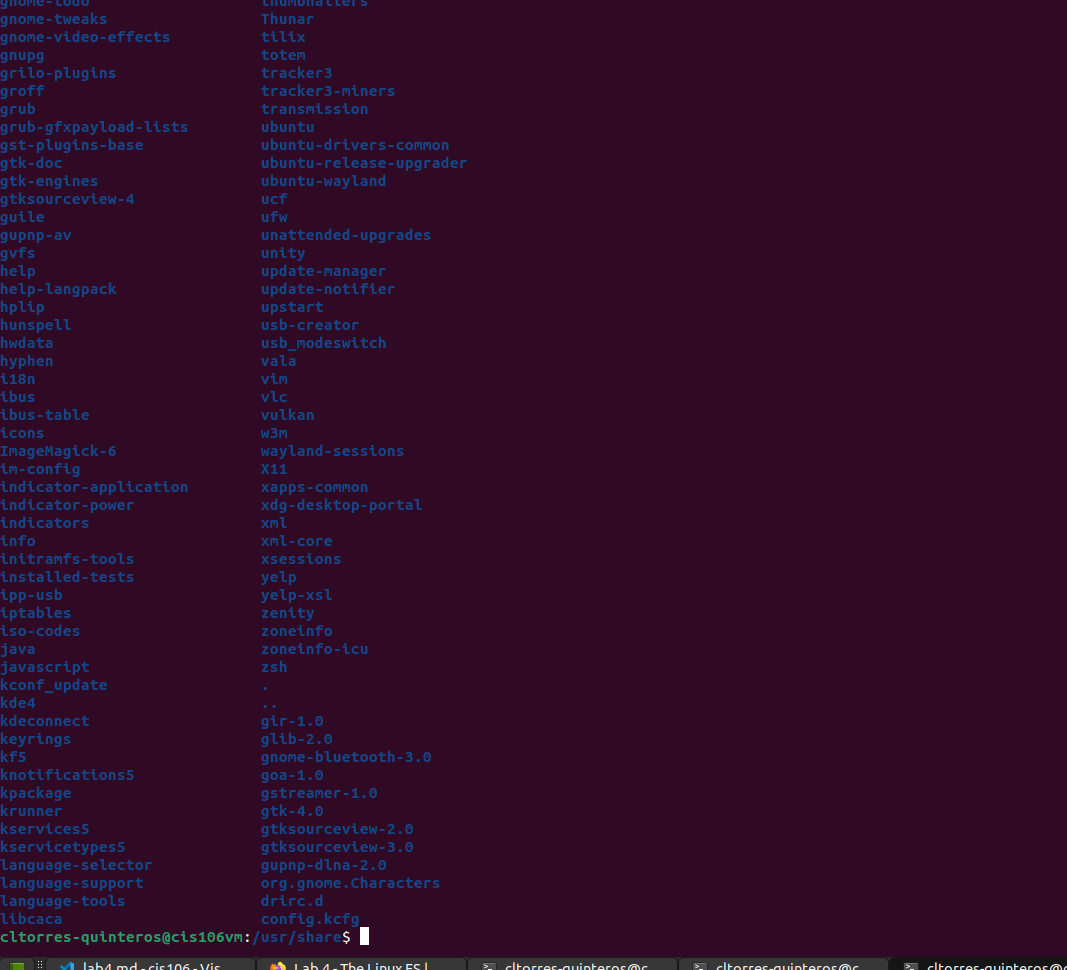 gnome-todo thumbnailers
gnome-tweaks Thunar
gnome-video-effects tilix
gnupg totem
grilo-plugins tracker3
groff tracker3-miners
grub transmission
grub-gfxpayload-lists ubuntu
gst-plugins-base ubuntu-drivers-common
gtk-doc ubuntu-release-upgrader
gtk-engines ubuntu-wayland
gtksourceview-4 ucf
guile ufw
gupnp-av unattended-upgrades
gvfs unity
help update-manager
help-langpack update-notifier
hplip upstart
hunspell usb-creator
hwdata usb_modeswitch
hyphen vala
i18n vim
ibus vlc
ibus-table vulkan
icons w3m
ImageMagick-6 wayland-sessions
im-config X11
indicator-application xapps-common
indicator-power xdg-desktop-portal
indicators xml
info xml-core
initramfs-tools xsessions
installed-tests yelp
ipp-usb yelp-xsl
iptables zenity
iso-codes zoneinfo
java zoneinfo-icu
javascript zsh
kconf_update .
kde4 ..
kdeconnect gir-1.0
keyrings glib-2.0
kf5 gnome-bluetooth-3.0
knotifications5 goa-1.0
kpackage gstreamer-1.0
krunner gtk-4.0
kservices5 gtksourceview-2.0
kservicetypes5 gtksourceview-3.0
language-selector gupnp-dlna-2.0
language-support org.gnome.Characters
language-tools drirc.d
libcaca config.kcfg
cltorres-quinteros@cis106vm:/usr/share$
lab4.md - cis106 - Vis... Lab 4 - The Linux FS | ... cltorres-quinteros@c... cltorres-quinteros@c... cltorres-quinteros@c